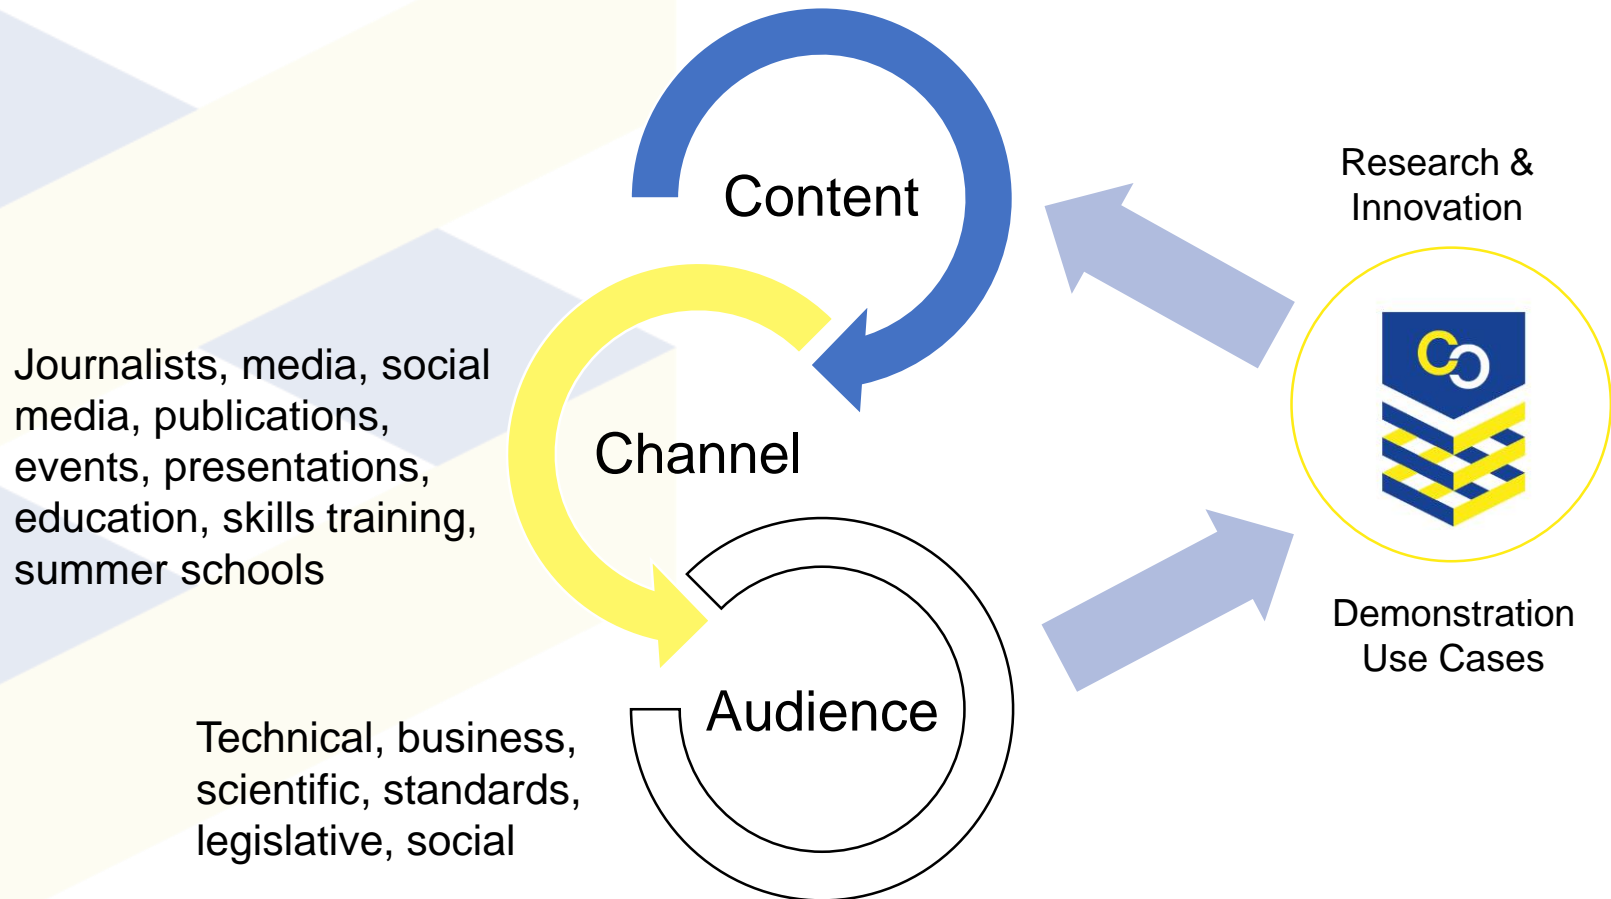 Content
Research &
Innovation
Journalists, media, social
media, publications,
events, presentations,
education, skills training,
summer schools
Channel
Demonstration
Use Cases
Audience
Technical, business,
scientific, standards,
legislative, social